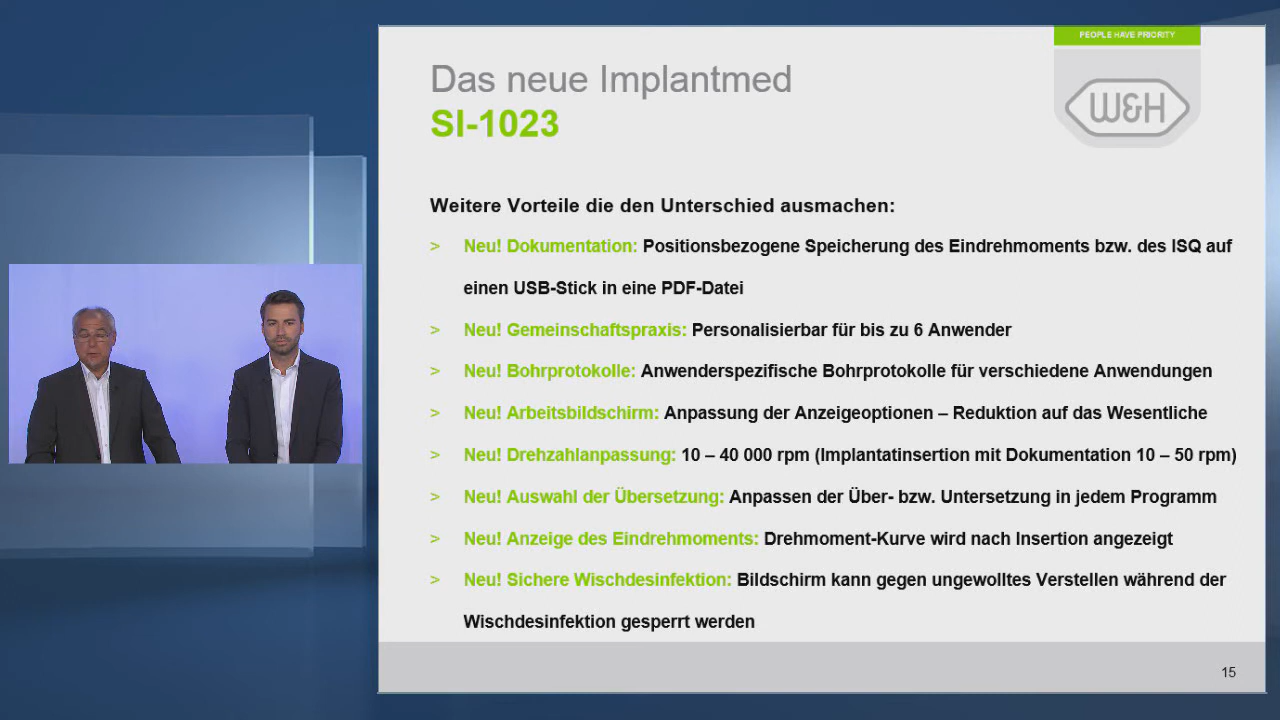 PEOPLE HAVE PRIORITY
W&H
Das neue Implantmed
SI-1023
Weitere Vorteile die den Unterschied ausmachen:
> Neu! Dokumentation: Positionsbezogene Speicherung des Eindrehmoments bzw. des ISQ auf
einen USB-Stick in eine PDF-Datei
> Neu! Gemeinschaftspraxis: Personalisierbar für bis zu 6 Anwender
> Neu! Bohrprotokolle: Anwenderspezifische Bohrprotokolle für verschiedene Anwendungen
> Neu! Arbeitsbildschirm: Anpassung der Anzeigeoptionen – Reduktion auf das Wesentliche
> Neu! Drehzahlanpassung: 10 – 40 000 rpm (Implantatinsertion mit Dokumentation 10 – 50 rpm)
> Neu! Auswahl der Übersetzung: Anpassen der Über- bzw. Untersetzung in jedem Programm
> Neu! Anzeige des Eindrehmoments: Drehmoment-Kurve wird nach Insertion angezeigt
> Neu! Sichere Wischdesinfektion: Bildschirm kann gegen ungewolltes Verstellen während der
Wischdesinfektion gesperrt werden
15